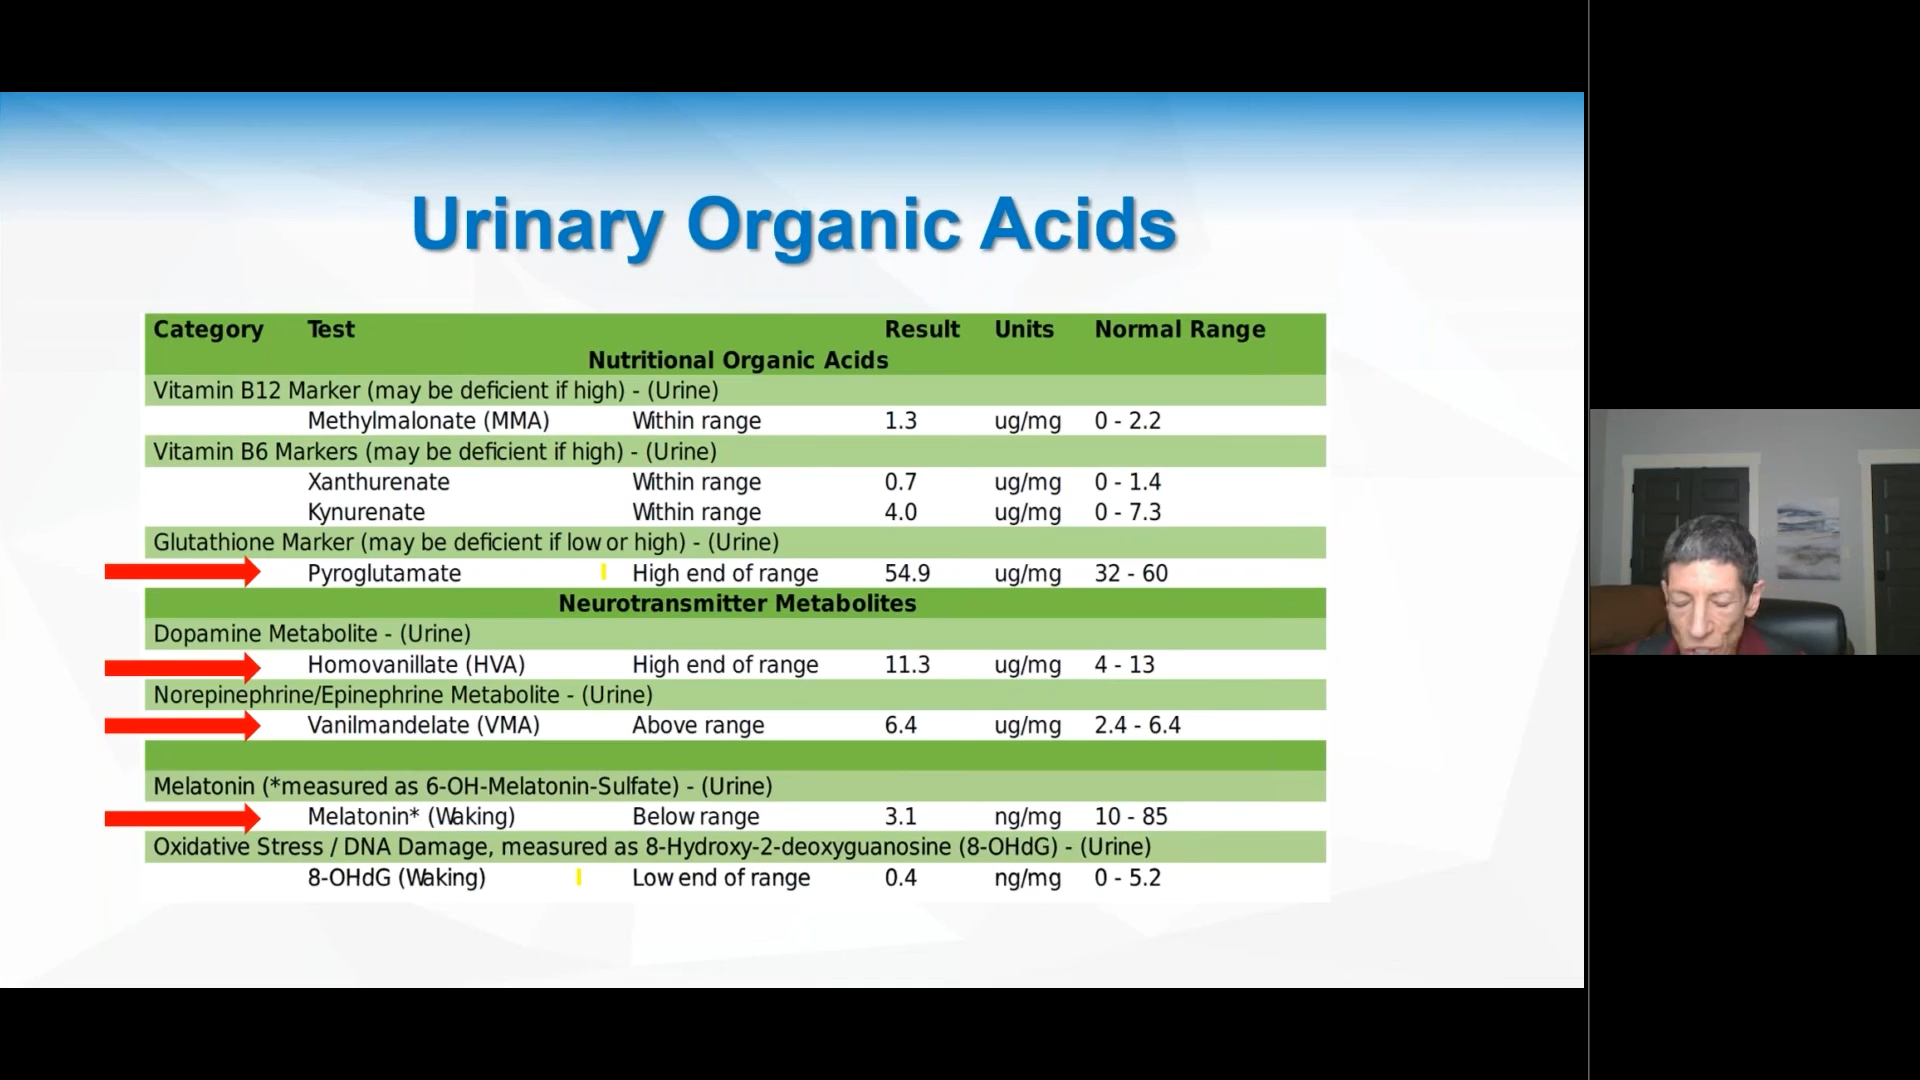 Urinary Organic Acids
Category Test Result Units Normal Range
Nutritional Organic Acids
Vitamin B12 Marker (may be deficient if high) - (Urine)
Methylmalonate (MMA) Within range 1.3 ug/mg 0 - 2.2
Vitamin B6 Markers (may be deficient if high) - (Urine)
Xanthurenate Within range 0.7 ug/mg 0 - 1.4
Kynurenate Within range 4.0 ug/mg 0 - 7.3
Glutathione Marker (may be deficient if low or high) - (Urine)
Pyroglutamate High end of range 54.9 ug/mg 32 - 60
Neurotransmitter Metabolites
Dopamine Metabolite - (Urine)
Homovanillate (HVA) High end of range 11.3 ug/mg 4 - 13
Norepinephrine/Epinephrine Metabolite - (Urine)
Vanilmandelate (VMA) Above range 6.4 ug/mg 2.4 - 6.4
Melatonin (*measured as 6-OH-Melatonin-Sulfate) - (Urine)
Melatonin* (Waking) Below range 3.1 ng/mg 10 - 85
Oxidative Stress / DNA Damage, measured as 8-Hydroxy-2-deoxyguanosine (8-OHdG) - (Urine)
8-OHdG (Waking) Low end of range 0.4 ng/mg 0 - 5.2